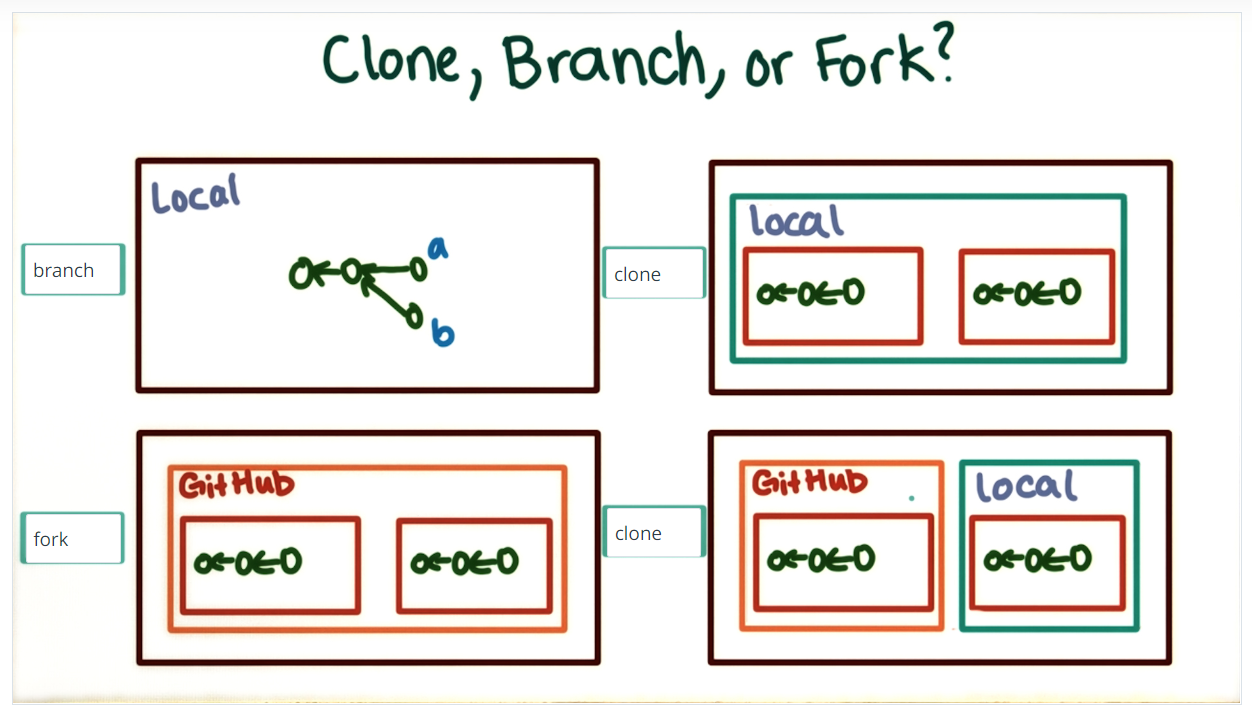 Clone, Branch, or Fork?
branch
Local
a
b
clone
local
fork
GitHub
clone
GitHub
local